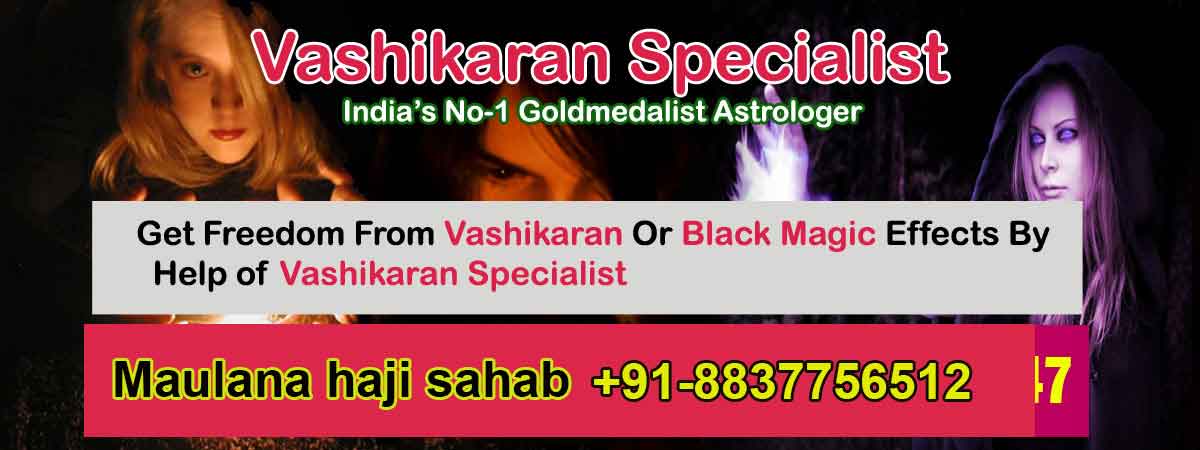 Vashikaran Specialist
India's No-1 Goldmedalist Astrologer
Get Freedom From Vashikaran Or Black Magic Effects By
Help of Vashikaran Specialist
Maulana haji sahab +91-8837756512 47